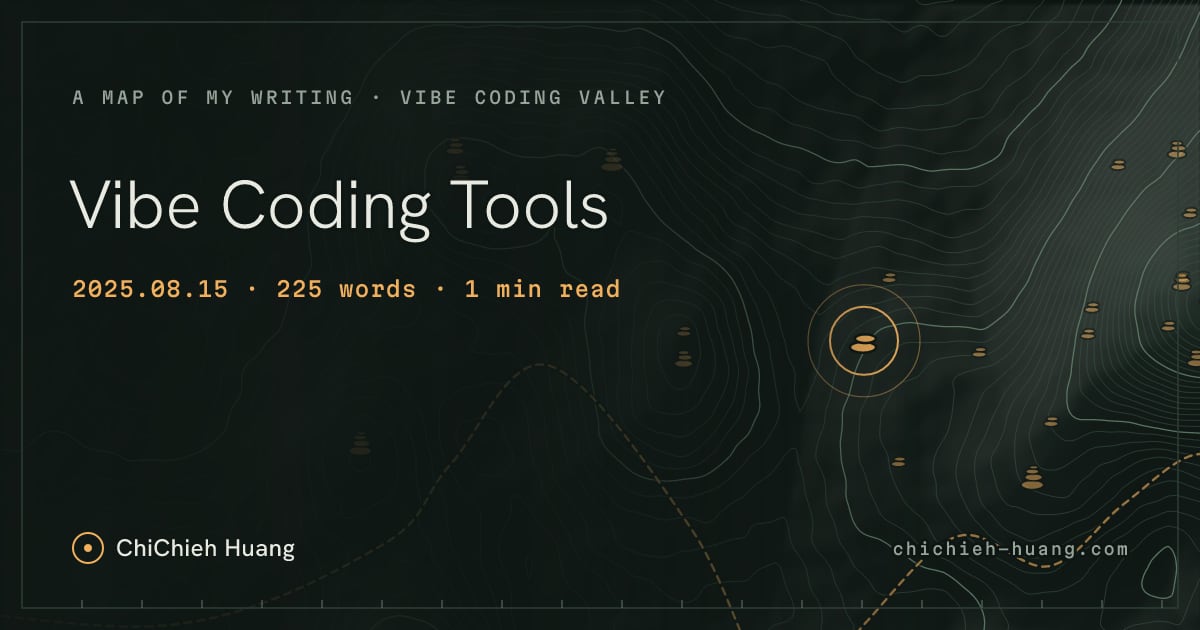 A MAP OF MY WRITING · VIBE CODING VALLEY
Vibe Coding Tools
2025.08.15 · 225 words · 1 min read
ChiChieh Huang
chichieh-huang.com